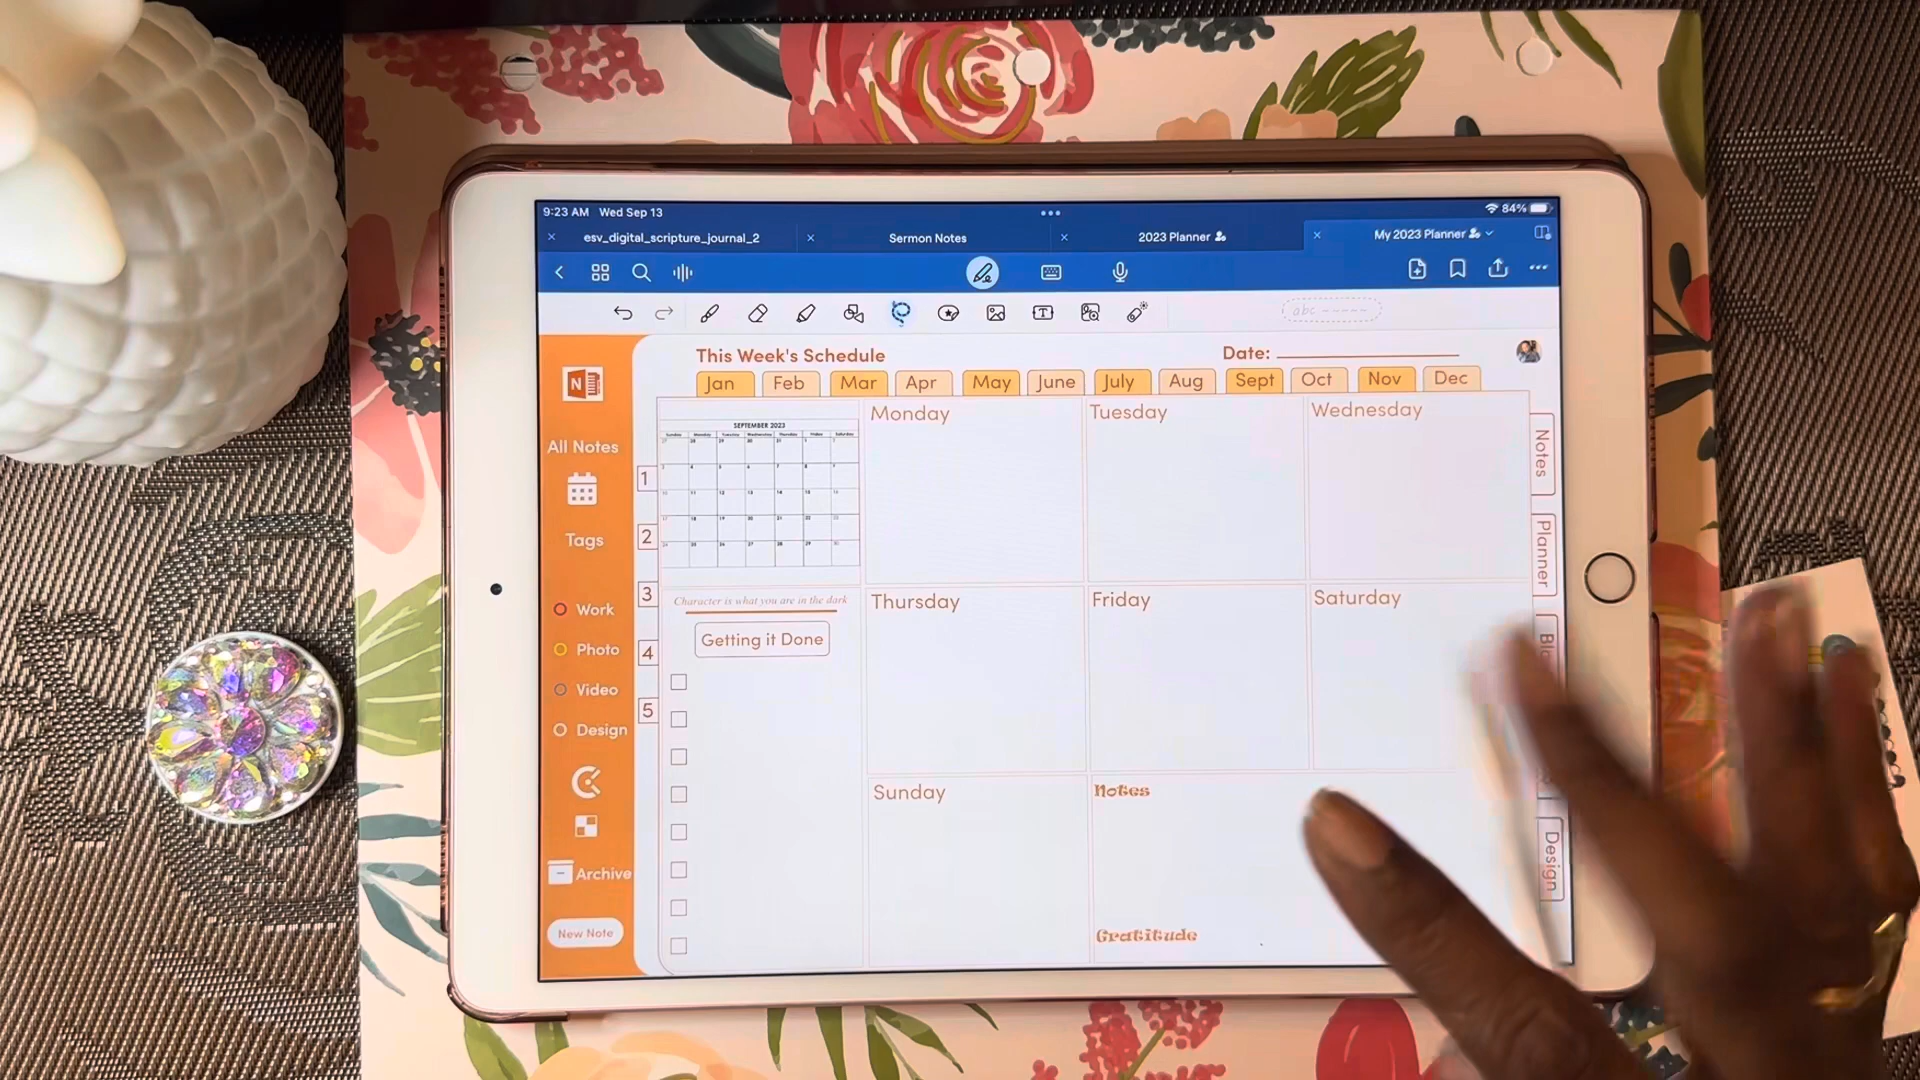 9:23 AM Wed Sep 13
84%
esv_digital_scripture_journal_2
Sermon Notes
2023 Planner
My 2023 Planner
abc
This Week's Schedule
Date:
Jan Feb Mar Apr May June July Aug Sept Oct Nov Dec
N
All Notes
Tags
Work
Photo
Video
Design
Archive
New Note
1
2
3
4
5
SEPTEMBER 2023
Character is what you are in the dark
Getting it Done
Monday
Tuesday
Wednesday
Thursday
Friday
Saturday
Sunday
Notes
Gratitude
Notes
Planner
Design